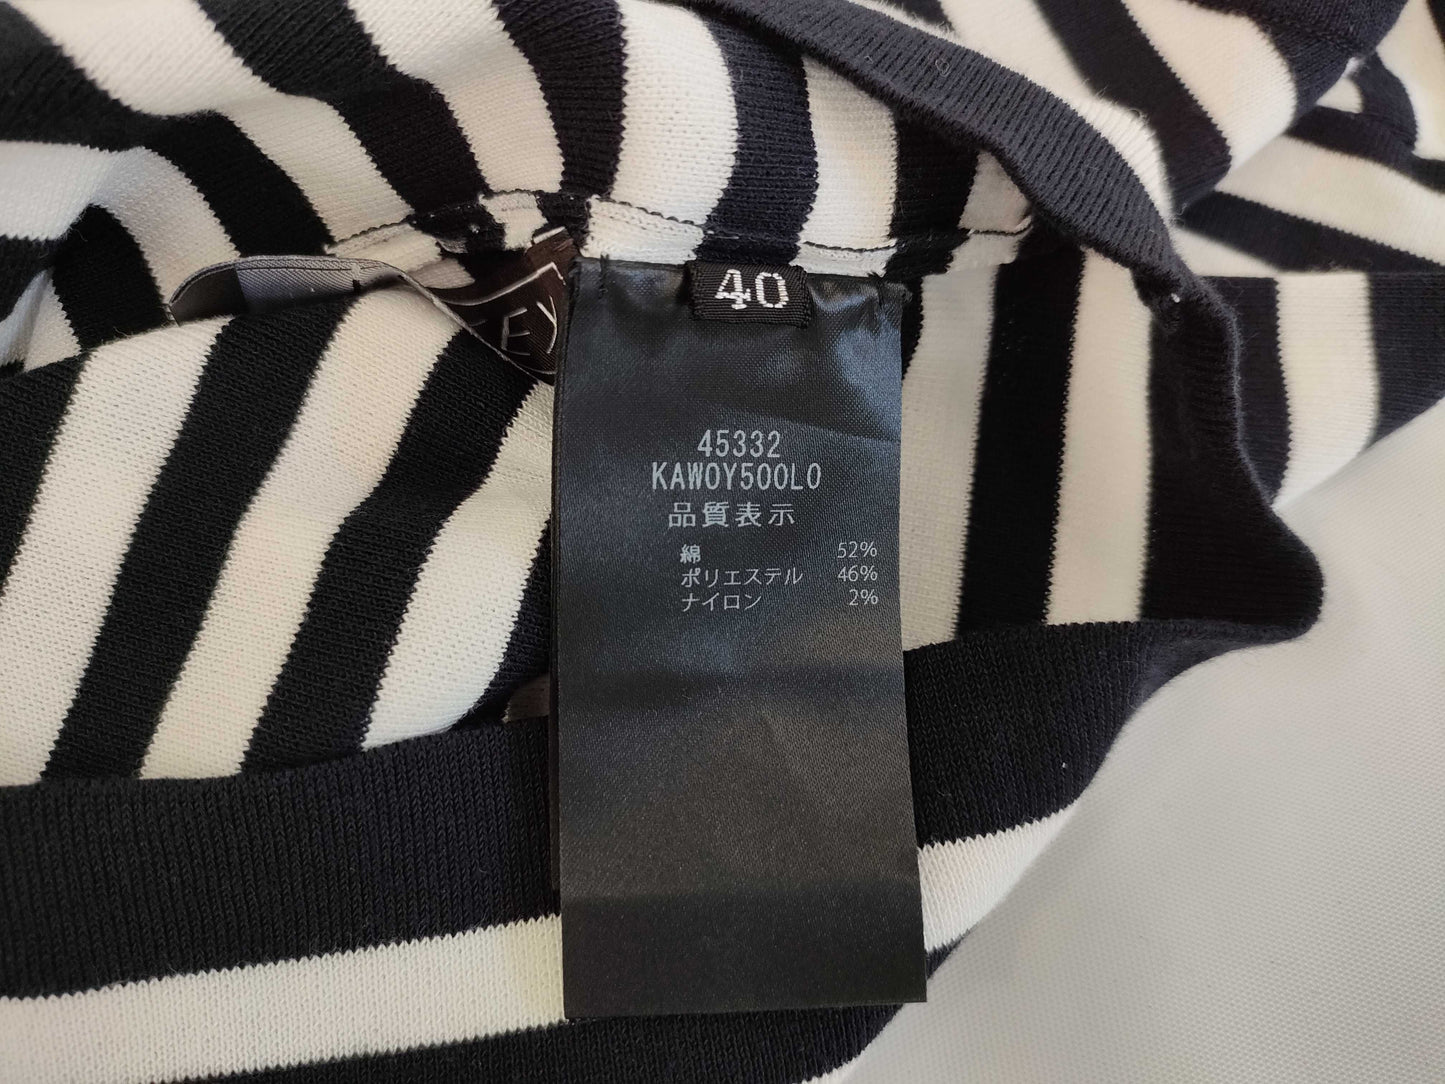 40
45332
KAWOY500L0
品質表示
綿 52%
ポリエステル 46%
ナイロン 2%